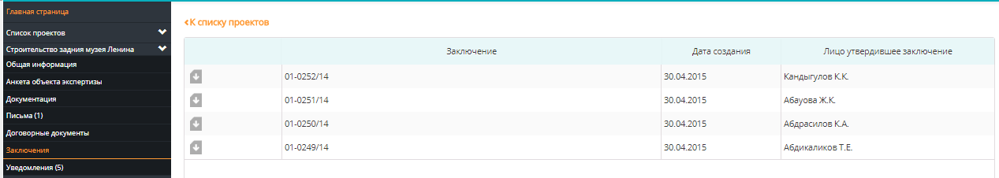 Главная страница
Список проектов
Строительство задния музея Ленина
Общая информация
Анкета объекта экспертизы
Документация
Письма (1)
Договорные документы
Заключения
Уведомления (5)
К списку проектов
Заключение Дата создания Лицо утвердившее заключение
01-0252/14 30.04.2015 Кандыгулов К.К.
01-0251/14 30.04.2015 Абауова Ж.К.
01-0250/14 30.04.2015 Абдрасилов К.А.
01-0249/14 30.04.2015 Абдикаликов Т.Е.